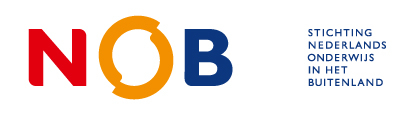 NOB
STICHTING
NEDERLANDS
ONDERWIJS
IN HET
BUITENLAND